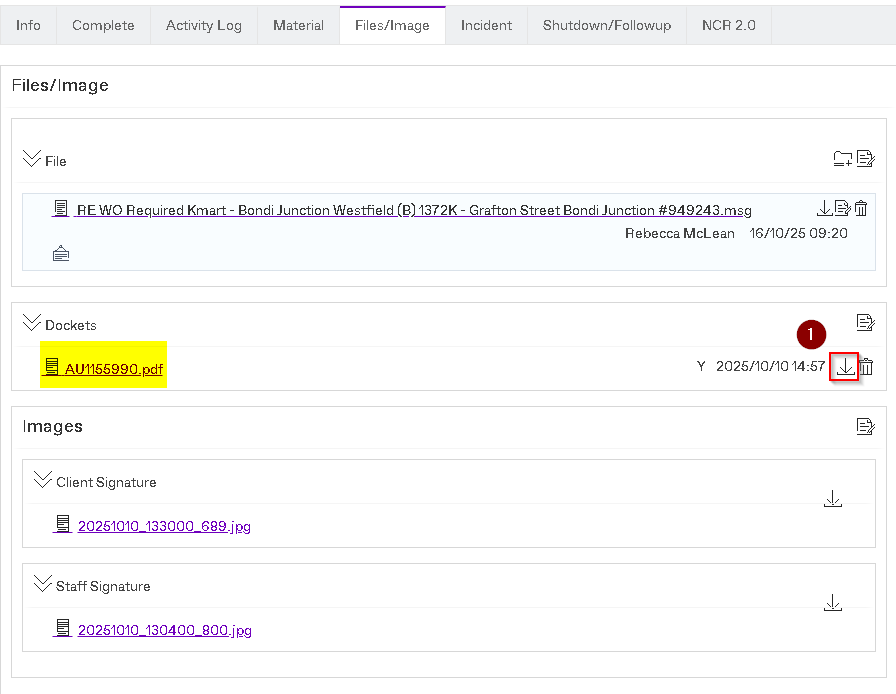 Info Complete Activity Log Material Files/Image Incident Shutdown/Followup NCR 2.0
Files/Image
File
RE WO Required Kmart - Bondi Junction Westfield (B) 1372K - Grafton Street Bondi Junction #949243.msg
Rebecca McLean 16/10/25 09:20
Dockets
1
AU1155990.pdf Y 2025/10/10 14:57
Images
Client Signature
20251010_133000_689.jpg
Staff Signature
20251010_130400_800.jpg